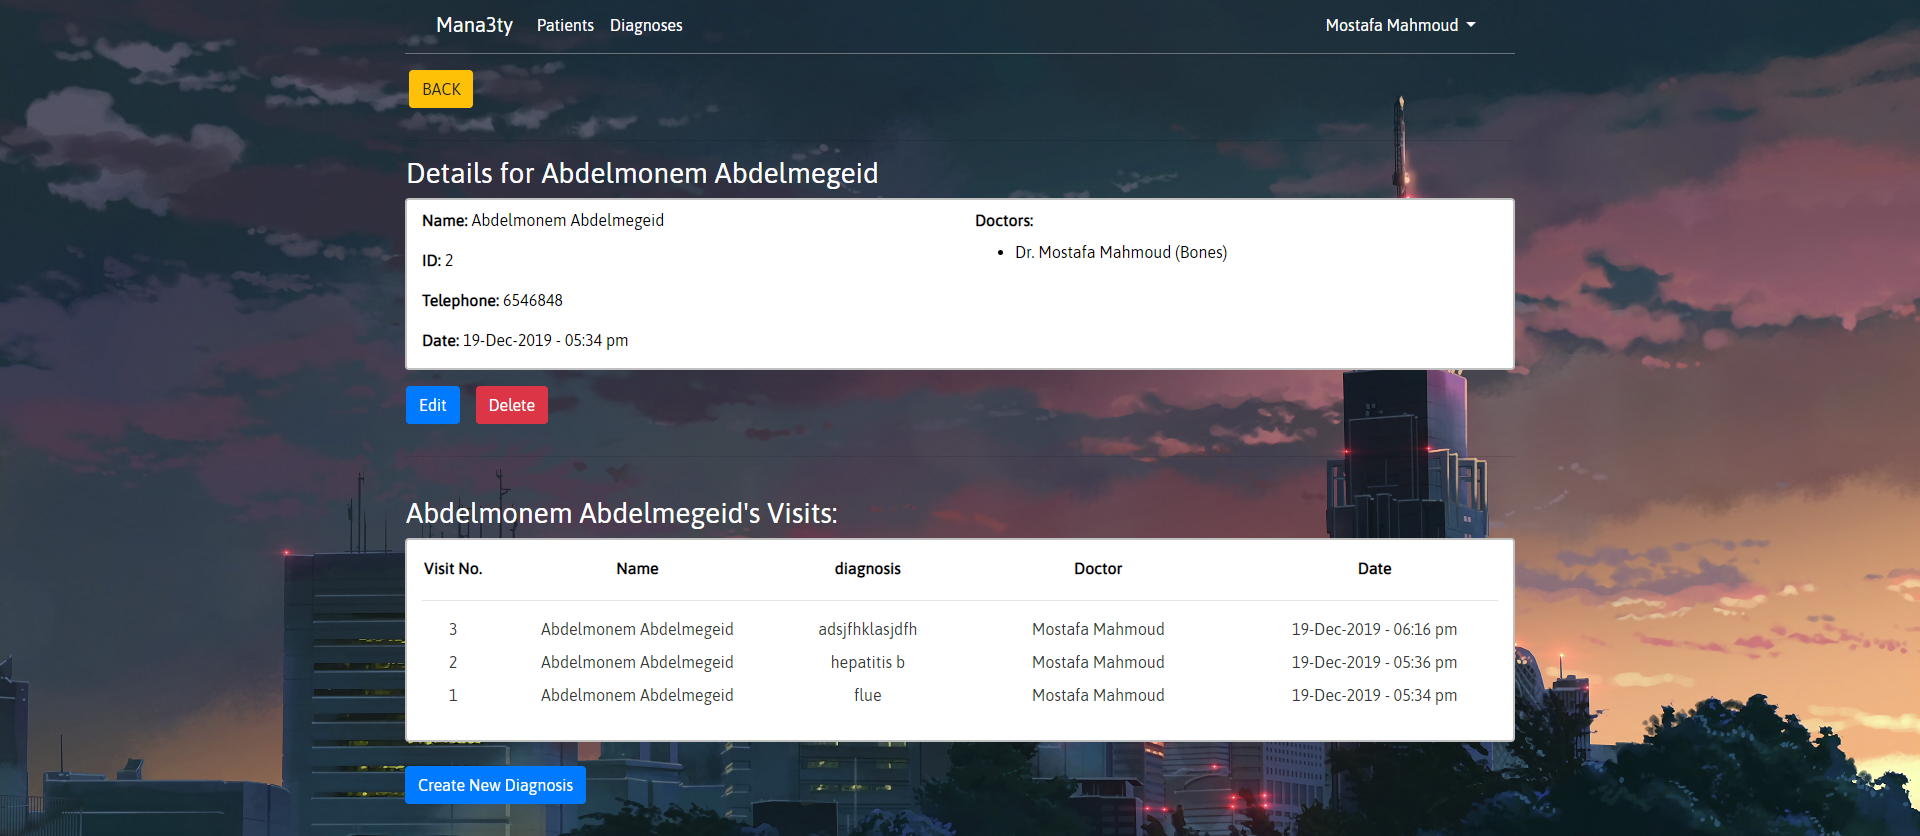 Mana3ty Patients Diagnoses Mostafa Mahmoud
BACK
Details for Abdelmonem Abdelmegeid
Name: Abdelmonem Abdelmegeid
ID: 2
Telephone: 6546848
Date: 19-Dec-2019 - 05:34 pm
Doctors:
Dr. Mostafa Mahmoud (Bones)
Edit Delete
Abdelmonem Abdelmegeid's Visits:
Visit No. Name diagnosis Doctor Date
3 Abdelmonem Abdelmegeid adsjfhklasjdfh Mostafa Mahmoud 19-Dec-2019 - 06:16 pm
2 Abdelmonem Abdelmegeid hepatitis b Mostafa Mahmoud 19-Dec-2019 - 05:36 pm
1 Abdelmonem Abdelmegeid flue Mostafa Mahmoud 19-Dec-2019 - 05:34 pm
Create New Diagnosis